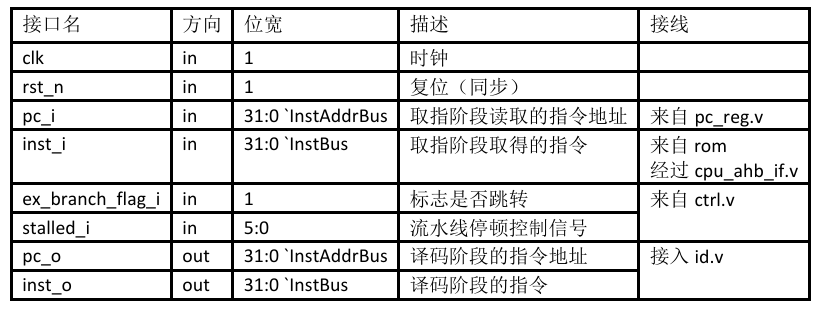 接口名 方向 位宽 描述 接线
clk in 1 时钟
rst_n in 1 复位（同步）
pc_i in 31:0 `InstAddrBus 取指阶段读取的指令地址 来自 pc_reg.v
inst_i in 31:0 `InstBus 取指阶段取得的指令 来自 rom
经过 cpu_ahb_if.v
ex_branch_flag_i in 1 标志是否跳转 来自 ctrl.v
stalled_i in 5:0 流水线停顿控制信号
pc_o out 31:0 `InstAddrBus 译码阶段的指令地址 接入 id.v
inst_o out 31:0 `InstBus 译码阶段的指令